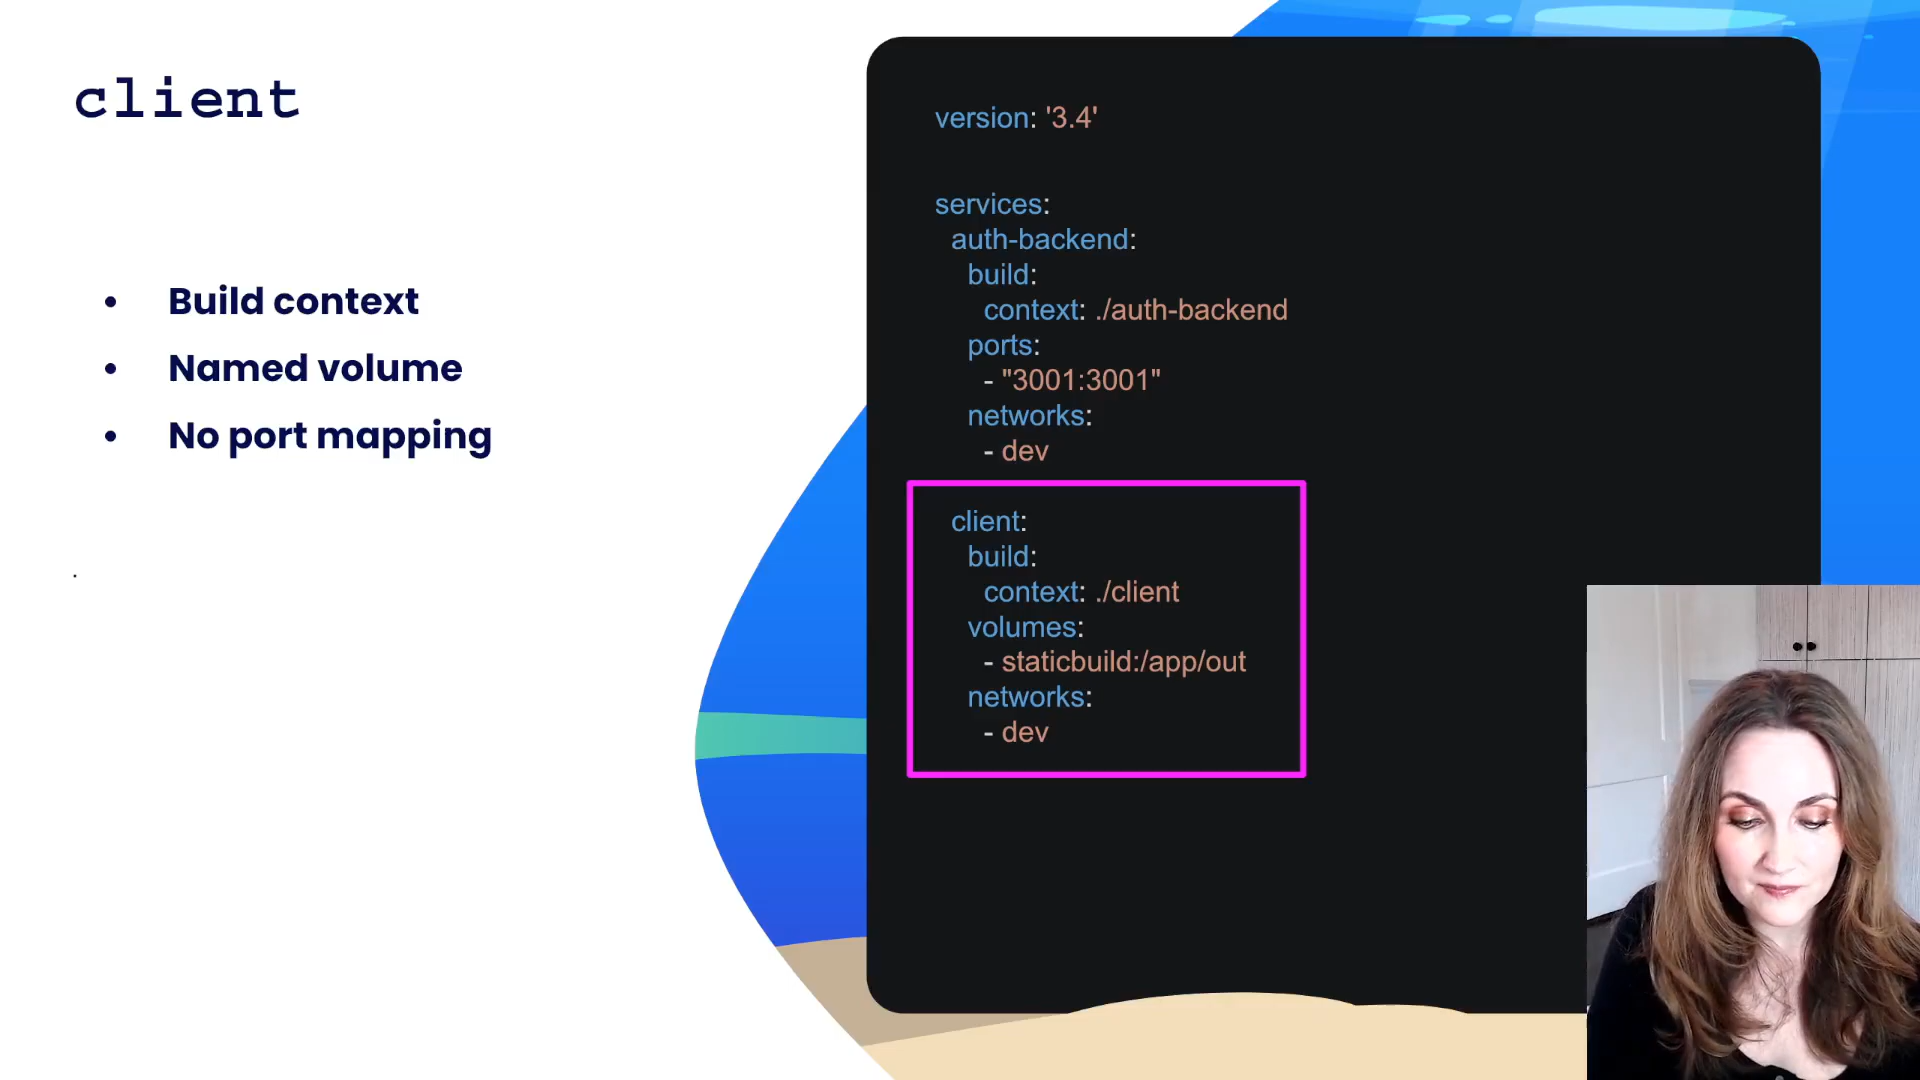 client
• Build context
• Named volume
• No port mapping
.
version: '3.4'
services:
auth-backend:
build:
context: ./auth-backend
ports:
- "3001:3001"
networks:
- dev
client:
build:
context: ./client
volumes:
- staticbuild:/app/out
networks:
- dev